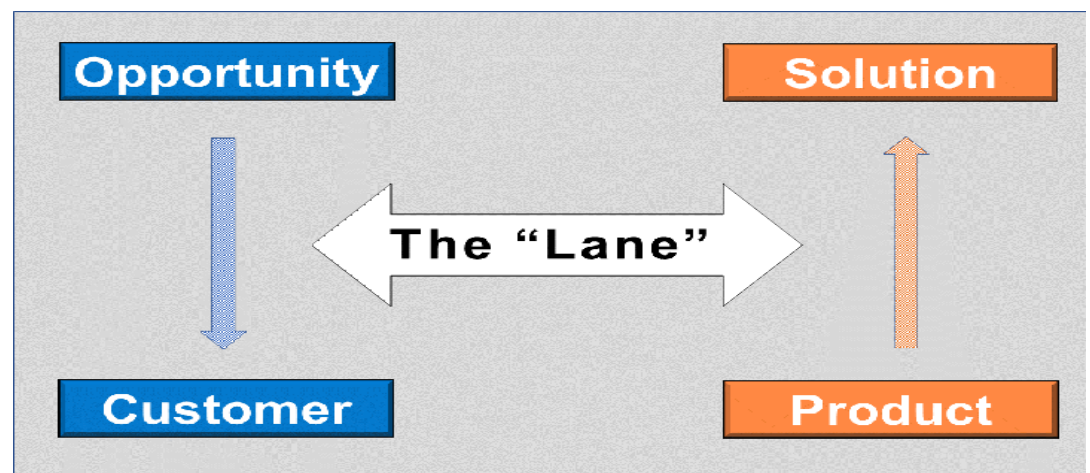 Opportunity
Solution
The “Lane”
Customer
Product